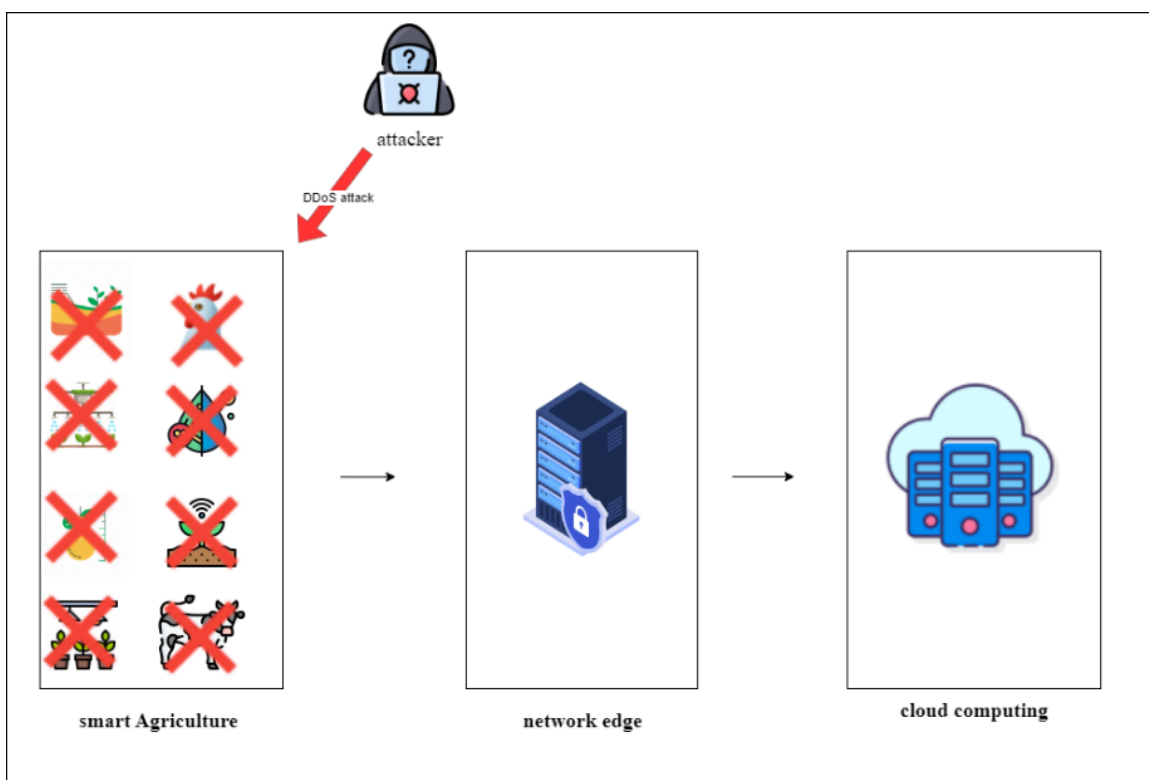 ?
attacker
DDoS attack
smart Agriculture
network edge
cloud computing